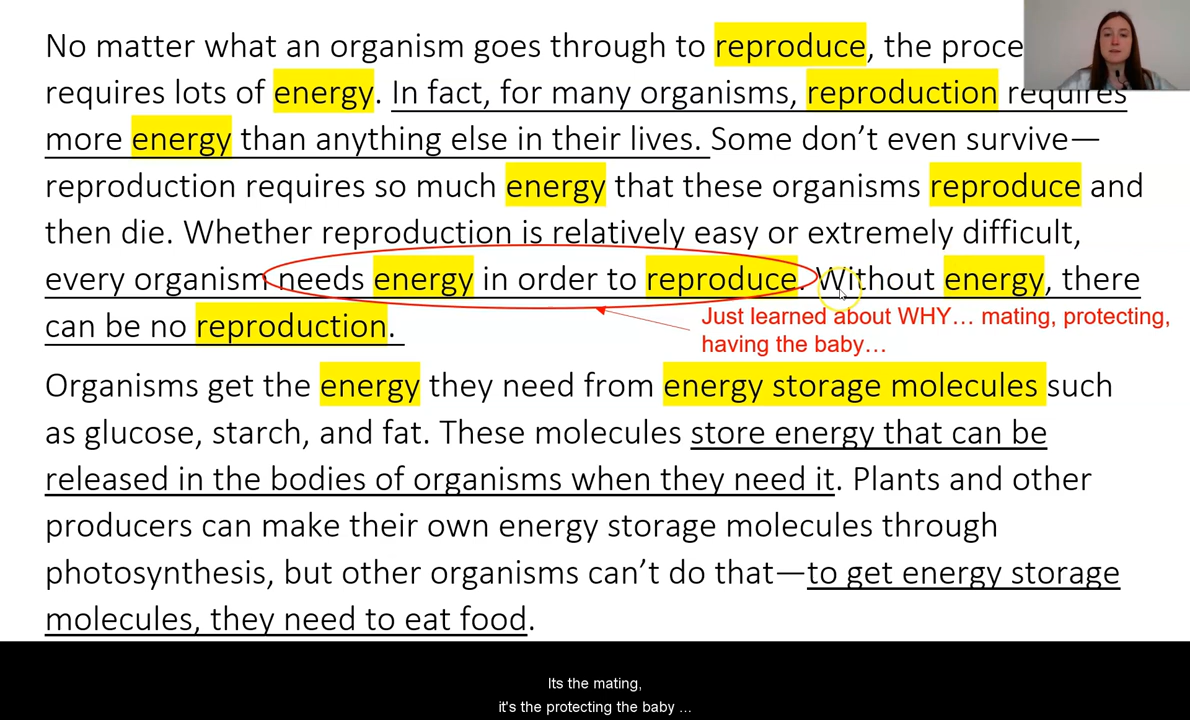 No matter what an organism goes through to reproduce, the proce
requires lots of energy. In fact, for many organisms, reproduction requires
more energy than anything else in their lives. Some don’t even survive—
reproduction requires so much energy that these organisms reproduce and
then die. Whether reproduction is relatively easy or extremely difficult,
every organism needs energy in order to reproduce. Without energy, there
can be no reproduction.
Just learned about WHY... mating, protecting,
having the baby...
Organisms get the energy they need from energy storage molecules such
as glucose, starch, and fat. These molecules store energy that can be
released in the bodies of organisms when they need it. Plants and other
producers can make their own energy storage molecules through
photosynthesis, but other organisms can’t do that—to get energy storage
molecules, they need to eat food.
Its the mating,
it's the protecting the baby ...